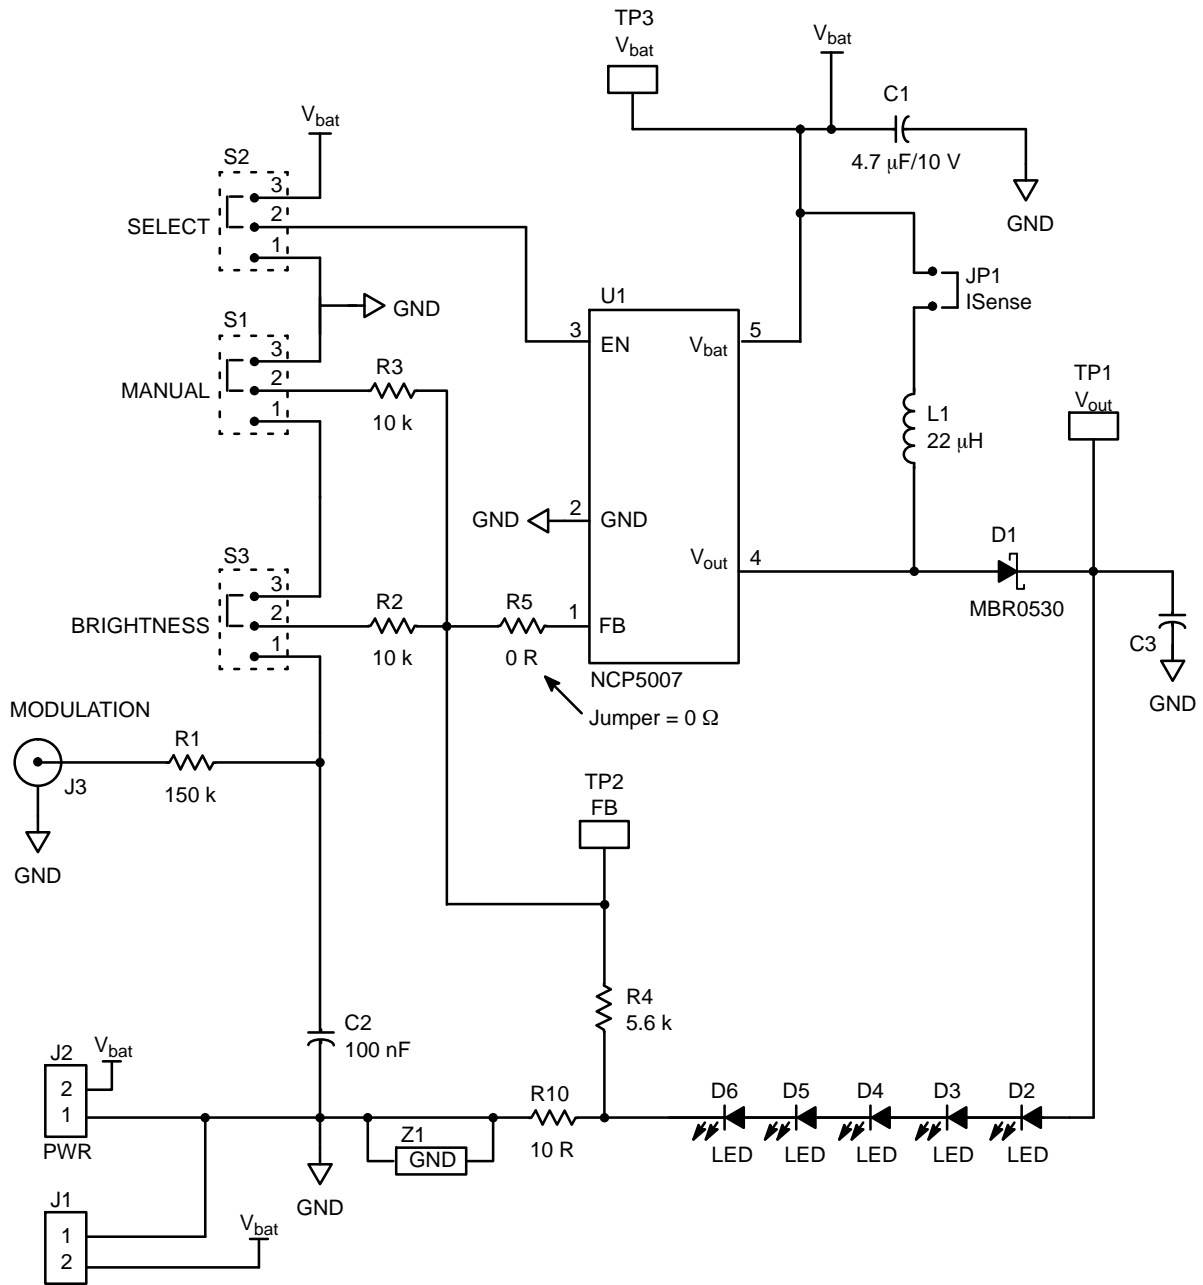 TP3
Vbat
Vbat
C1
4.7 μF/10 V
GND
Vbat
S2
3
2
1
SELECT
GND
S1
3
2
1
MANUAL
R3
10 k
U1
3
EN
Vbat
5
JP1
ISense
L1
22 μH
TP1
Vout
GND
2
GND
Vout
4
D1
MBR0530
C3
GND
S3
3
2
1
BRIGHTNESS
R2
10 k
R5
0 R
1
FB
NCP5007
Jumper = 0 Ω
MODULATION
J3
R1
150 k
GND
TP2
FB
R4
5.6 k
C2
100 nF
J2
Vbat
2
1
PWR
R10
10 R
Z1
GND
GND
D6
D5
D4
D3
D2
LED
LED
LED
LED
LED
J1
1
2
Vbat